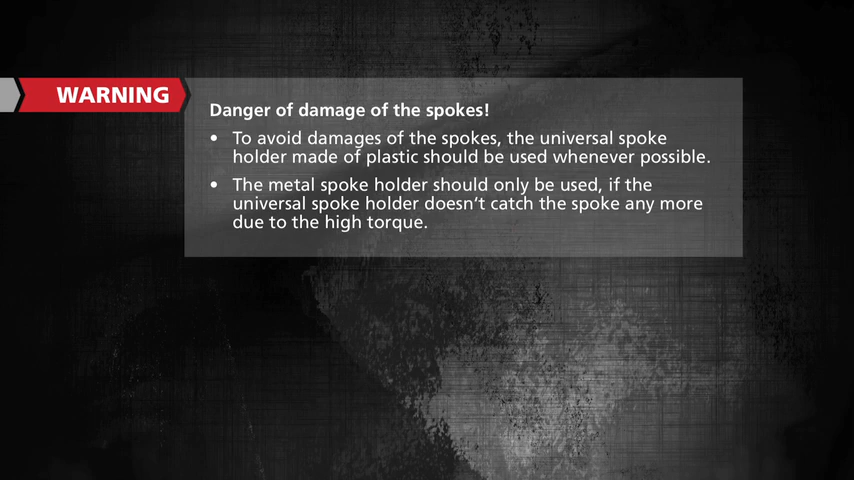 WARNING
Danger of damage of the spokes!
• To avoid damages of the spokes, the universal spoke
holder made of plastic should be used whenever possible.
• The metal spoke holder should only be used, if the
universal spoke holder doesn't catch the spoke any more
due to the high torque.